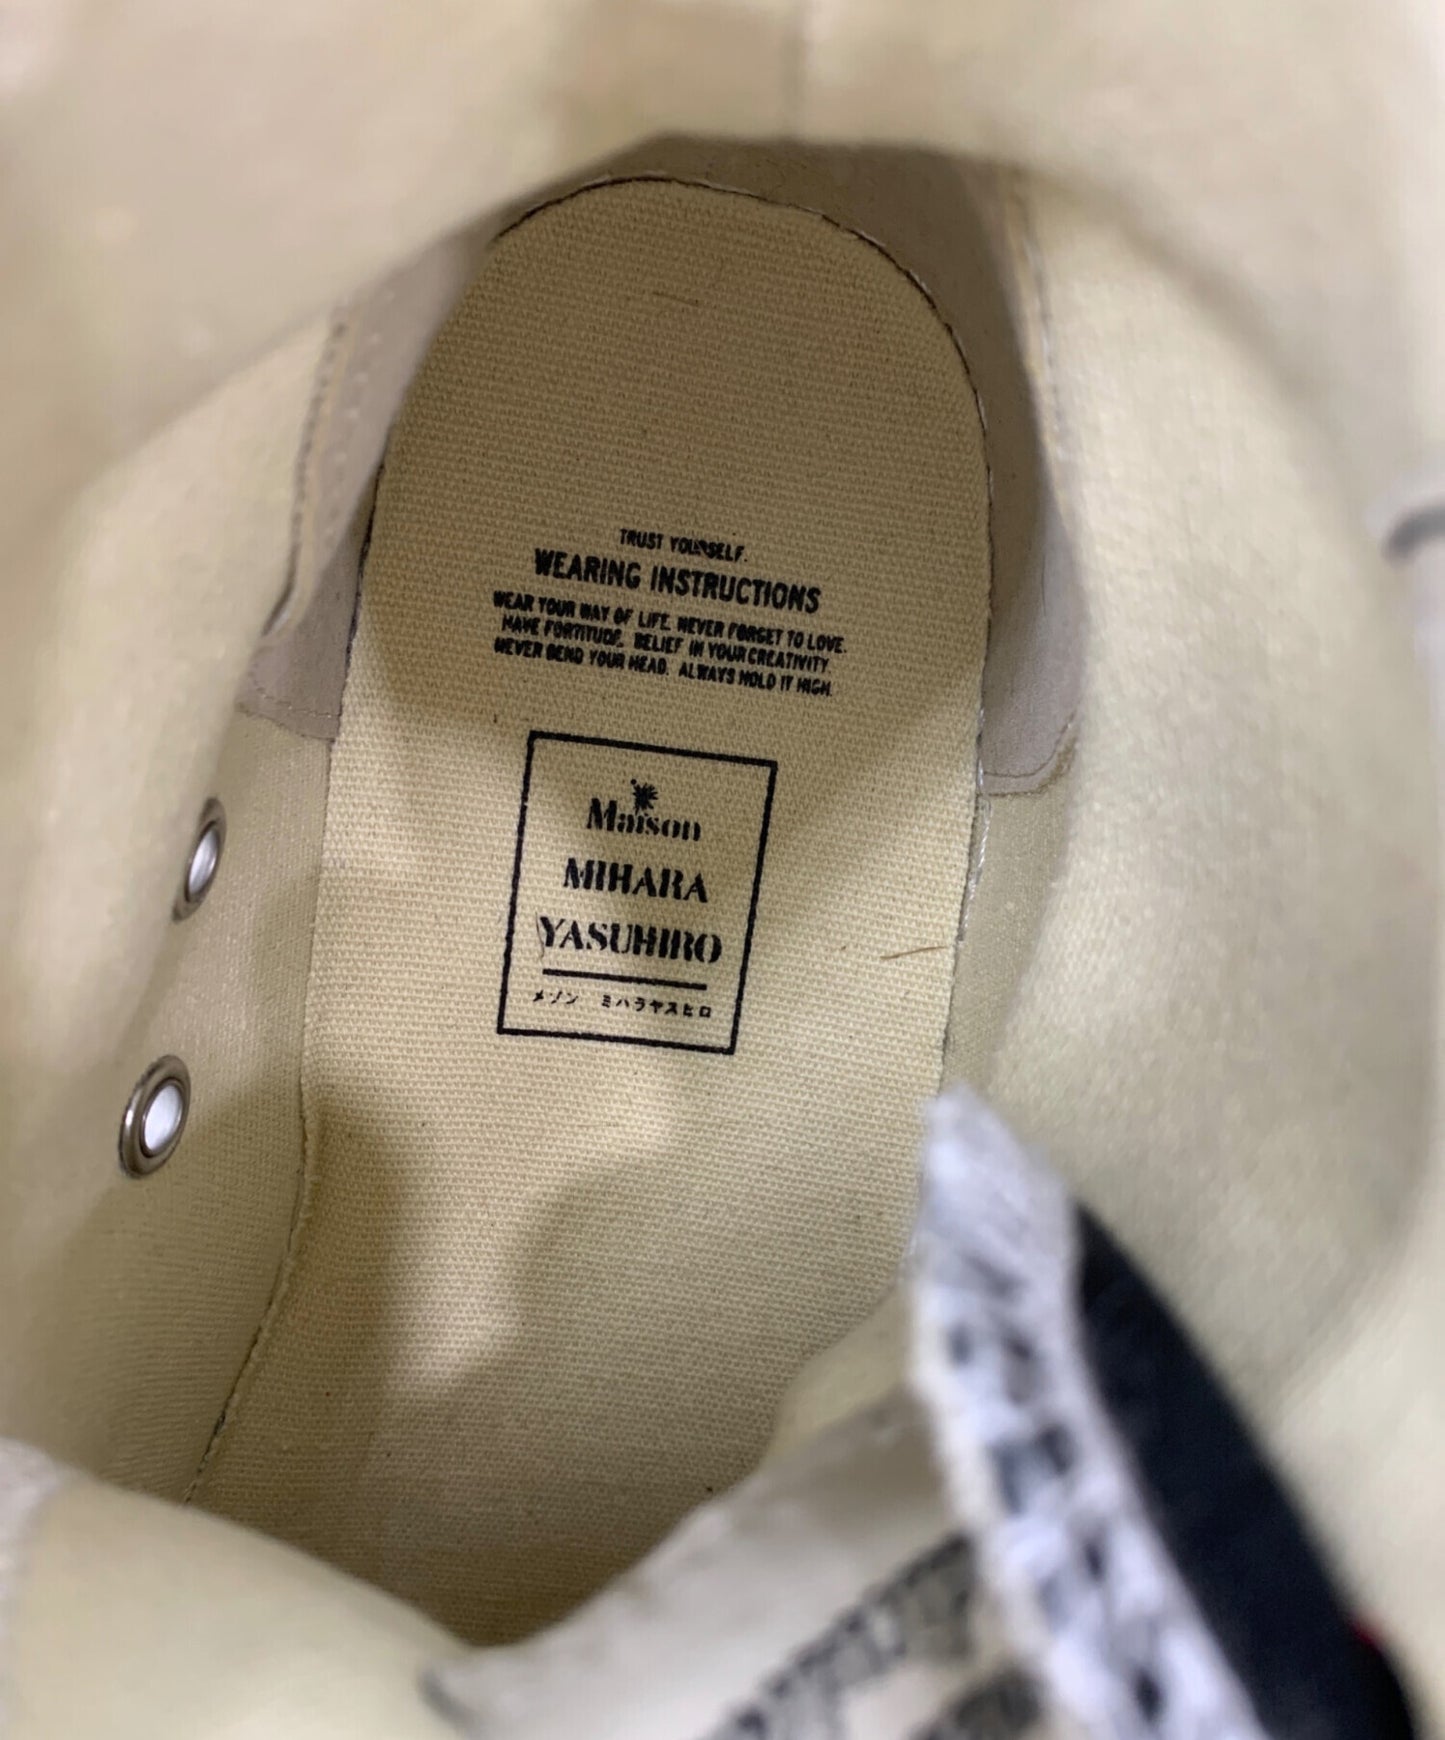 TRUST YOURSELF.
WEARING INSTRUCTIONS
WEAR YOUR WAY OF LIFE. NEVER FORGET TO LOVE.
HAVE FORTITUDE. BELIEF IN YOUR CREATIVITY.
NEVER BEND YOUR HEAD. ALWAYS HOLD IT HIGH.
Maison
MIHARA
YASUHIRO
メゾン ミハラヤスヒロ